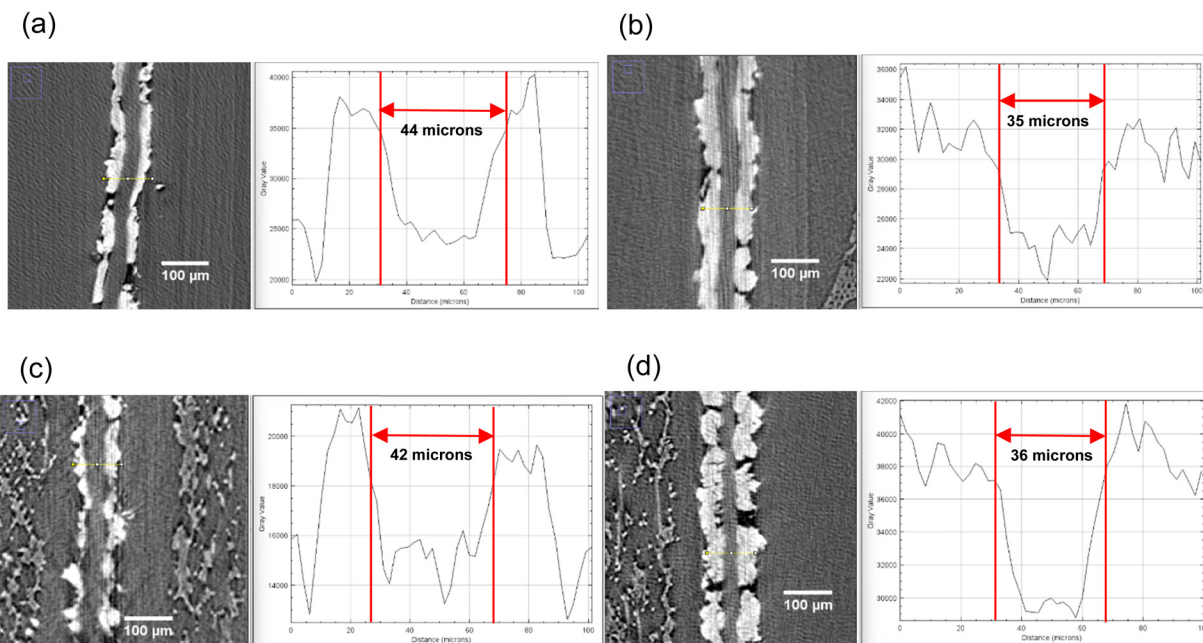 (a)
100 µm
Gray Value
40000
35000
30000
25000
20000
44 microns
0
20
40
60
80
100
Distance (microns)
(b)
100 µm
Gray Value
36000
34000
32000
30000
28000
26000
24000
22000
35 microns
0
20
40
60
80
100
Distance (microns)
(c)
100 µm
Gray Value
20000
18000
16000
14000
42 microns
0
20
40
60
80
100
Distance (microns)
(d)
100 µm
Gray Value
42000
40000
38000
36000
34000
32000
30000
36 microns
0
20
40
60
80
100
Distance (microns)